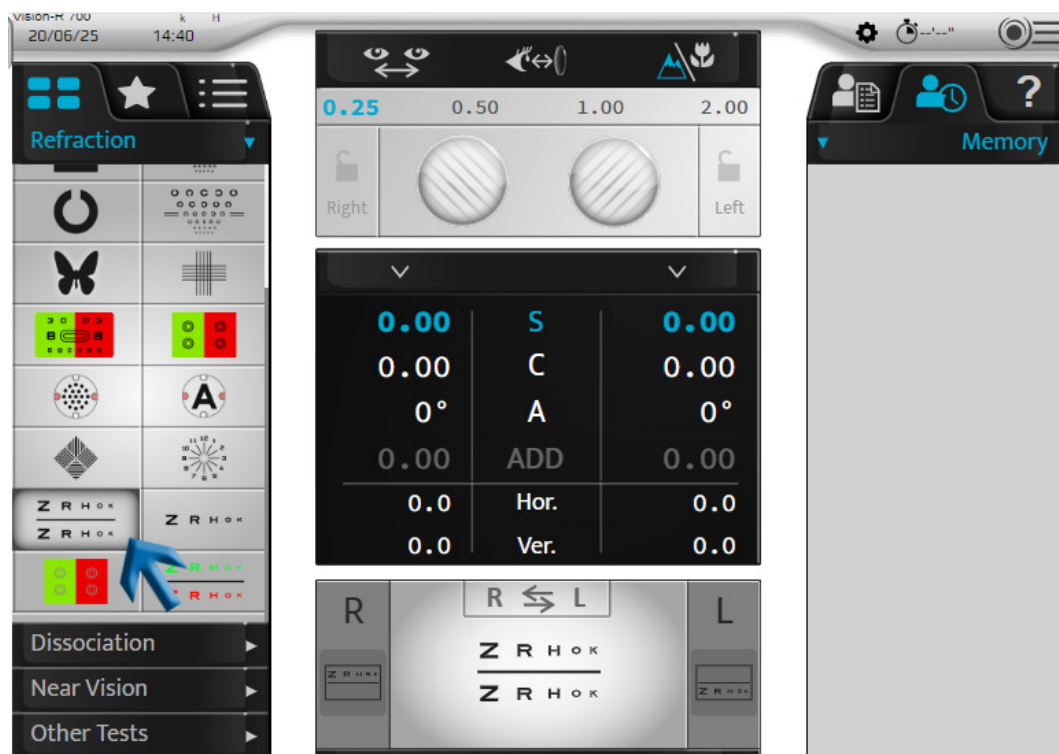 Vision-R 700 k H
20/06/25 14:40 --'--"
Refraction
Z R H O K
Z R H O K
Z R H O K
Z R H O K
Z R H O K
A
Dissociation
Near Vision
Other Tests
0.25 0.50 1.00 2.00
Right Left
0.00 S 0.00
0.00 C 0.00
0° A 0°
0.00 ADD 0.00
0.0 Hor. 0.0
0.0 Ver. 0.0
R R L L
Z R H O K
Z R H O K
Z R H O K
Z R H O K
?
Memory